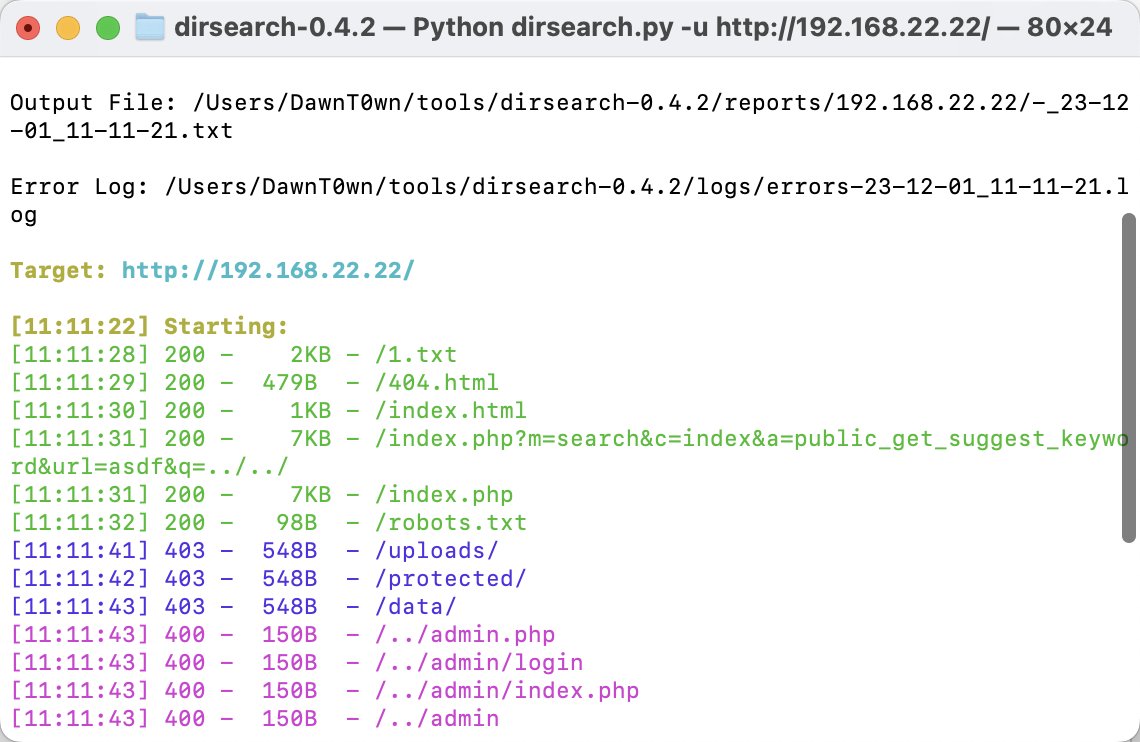 dirsearch-0.4.2 — Python dirsearch.py -u http://192.168.22.22/ — 80×24
Output File: /Users/DawnT0wn/tools/dirsearch-0.4.2/reports/192.168.22.22/-_23-12
-01_11-11-21.txt
Error Log: /Users/DawnT0wn/tools/dirsearch-0.4.2/logs/errors-23-12-01_11-11-21.l
og
Target: http://192.168.22.22/
[11:11:22] Starting:
[11:11:28] 200 -    2KB - /1.txt
[11:11:29] 200 -  479B  - /404.html
[11:11:30] 200 -    1KB - /index.html
[11:11:31] 200 -    7KB - /index.php?m=search&c=index&a=public_get_suggest_keywo
rd&url=asdf&q=../../
[11:11:31] 200 -    7KB - /index.php
[11:11:32] 200 -   98B  - /robots.txt
[11:11:41] 403 -  548B  - /uploads/
[11:11:42] 403 -  548B  - /protected/
[11:11:43] 403 -  548B  - /data/
[11:11:43] 400 -  150B  - /../admin.php
[11:11:43] 400 -  150B  - /../admin/login
[11:11:43] 400 -  150B  - /../admin/index.php
[11:11:43] 400 -  150B  - /../admin